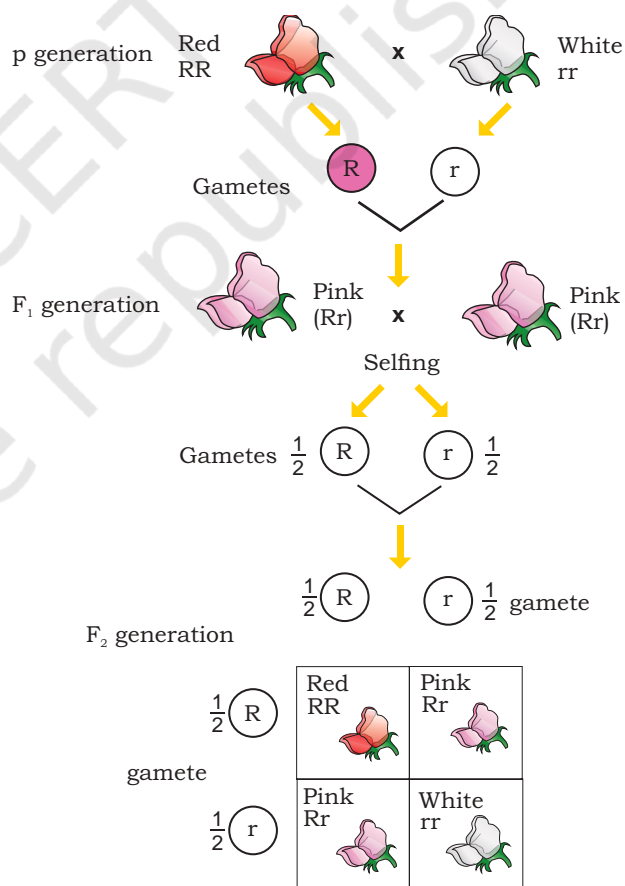 p generation Red RR x White rr
Gametes R r
F₁ generation Pink (Rr) x Pink (Rr)
Selfing
Gametes 1/2 R r 1/2
1/2 R r 1/2 gamete
F₂ generation
1/2 R Red RR Pink Rr
gamete
1/2 r Pink Rr White rr